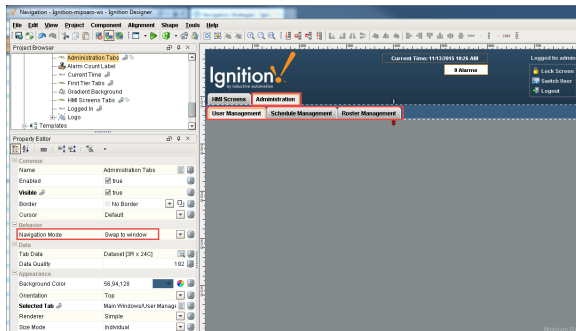 Navigation - Ignition-mipsaro-ws - Ignition Designer
File Edit View Project Component Alignment Shape Tools Help
Project Browser
Administration Tabs
Alarm Count Label
Current Time
First Tier Tabs
Gradient Background
HMI Screens Tabs
Logged In
Logo
Templates
Property Editor
Common
Name Administration Tabs
Enabled true
Visible true
Border No Border
Cursor Default
Behavior
Navigation Mode Swap to window
Data
Tab Data Dataset [3R x 24C]
Data Quality 192
Appearance
Background Color 56,94,128
Orientation Top
Selected Tab Main Windows/User Manage
Renderer Simple
Size Mode Individual
Current Time: 11/13/2015 10:26 AM
Logged In: admin
0 Alarms
Lock Screen
Switch User
Logout
Ignition!
by inductive automation
HMI Screens Administration
User Management Schedule Management Roster Management